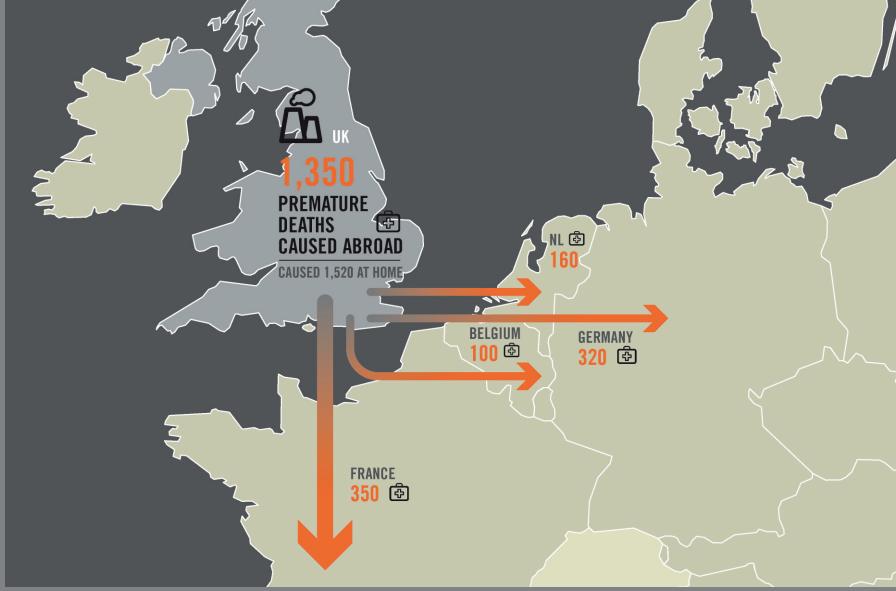 UK
1,350
PREMATURE
DEATHS
CAUSED ABROAD
CAUSED 1,520 AT HOME
NL
160
BELGIUM
100
GERMANY
320
FRANCE
350